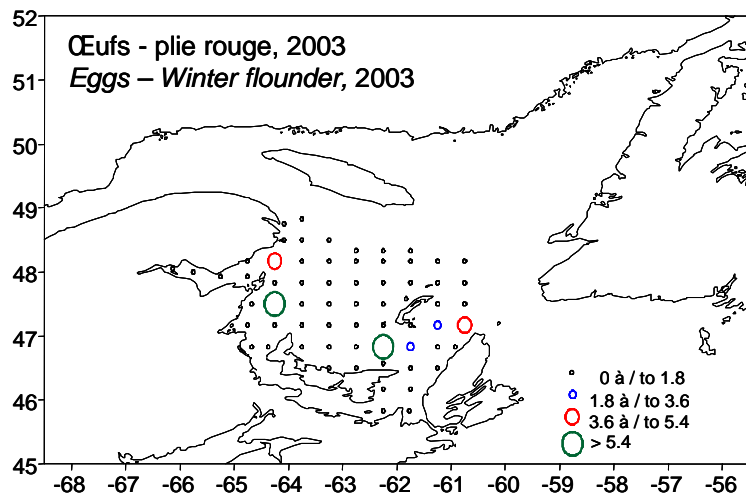 Œufs - plie rouge, 2003
Eggs – Winter flounder, 2003
52
51
50
49
48
47
46
45
0 à / to 1.8
1.8 à / to 3.6
3.6 à / to 5.4
> 5.4
-68 -67 -66 -65 -64 -63 -62 -61 -60 -59 -58 -57 -56